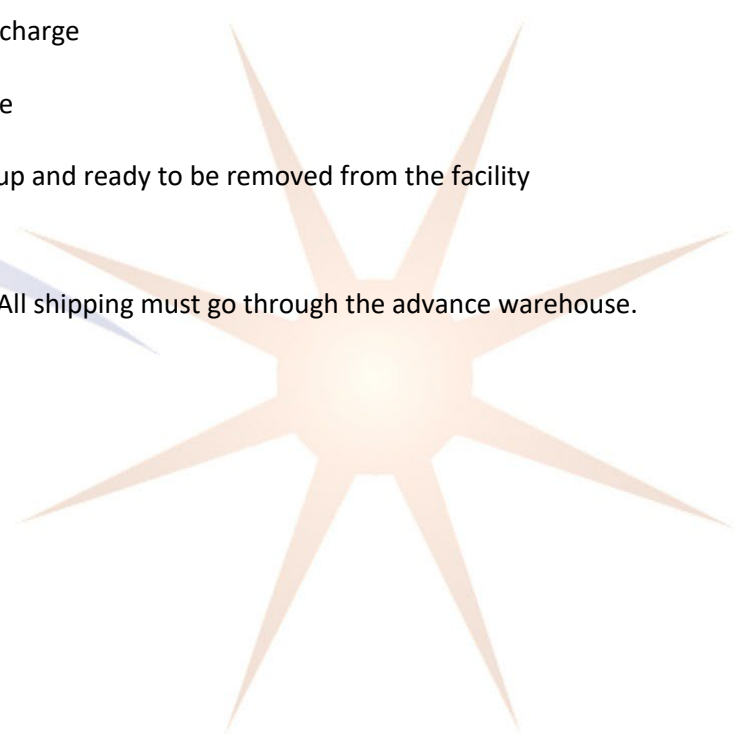 charge
e
up and ready to be removed from the facility
All shipping must go through the advance warehouse.